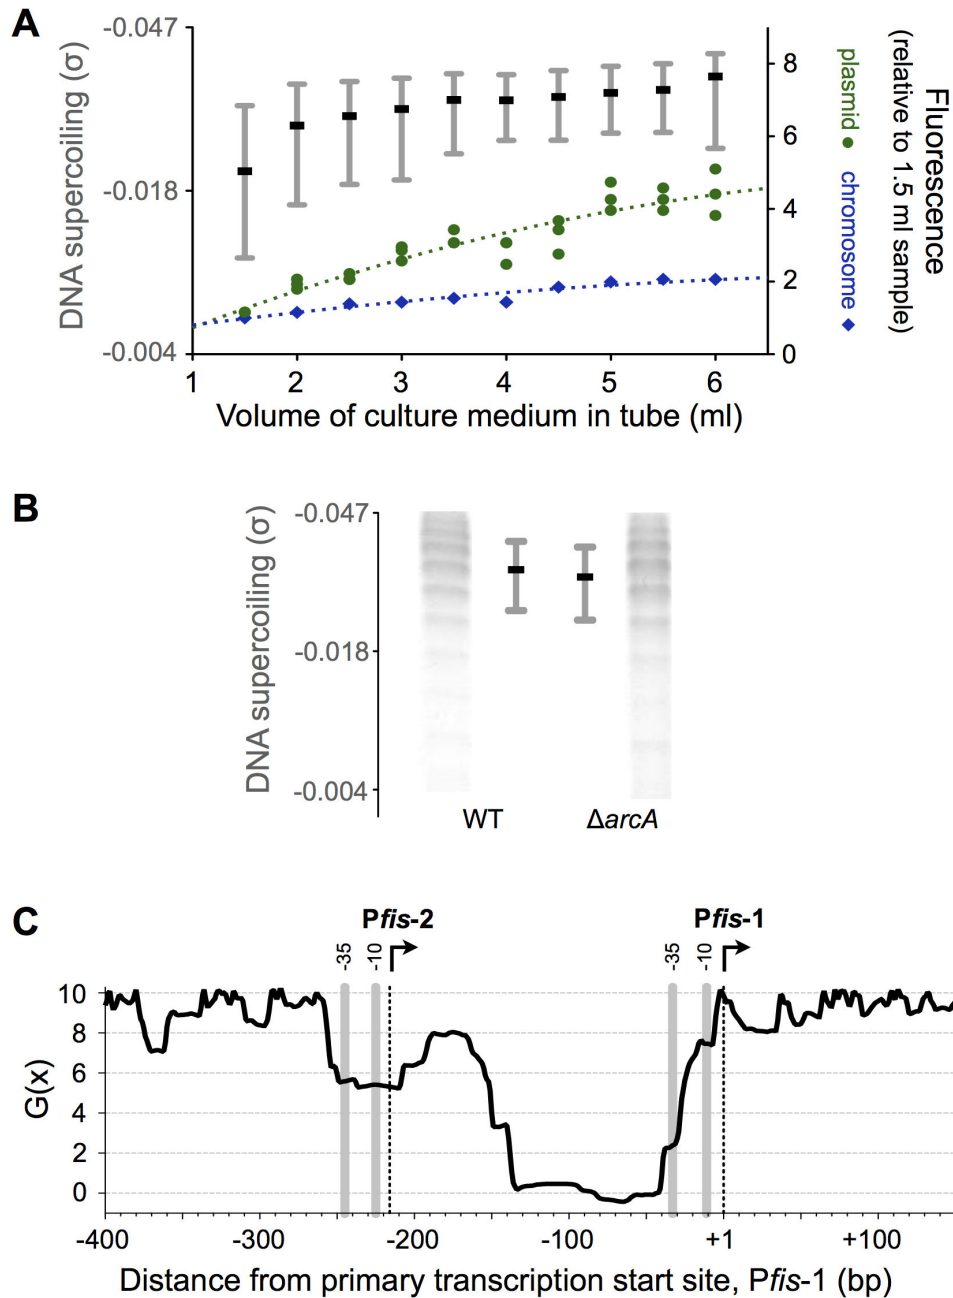 A
-0.047
-0.018
-0.004
DNA supercoiling (σ)
1 2 3 4 5 6
Volume of culture medium in tube (ml)
8
6
4
2
0
plasmid
chromosome
Fluorescence
(relative to 1.5 ml sample)
B
-0.047
-0.018
-0.004
DNA supercoiling (σ)
WT ΔarcA
C
Pfis-2 Pfis-1
-35 -10 -35 -10
10
8
6
4
2
0
G(x)
-400 -300 -200 -100 +1 +100
Distance from primary transcription start site, Pfis-1 (bp)